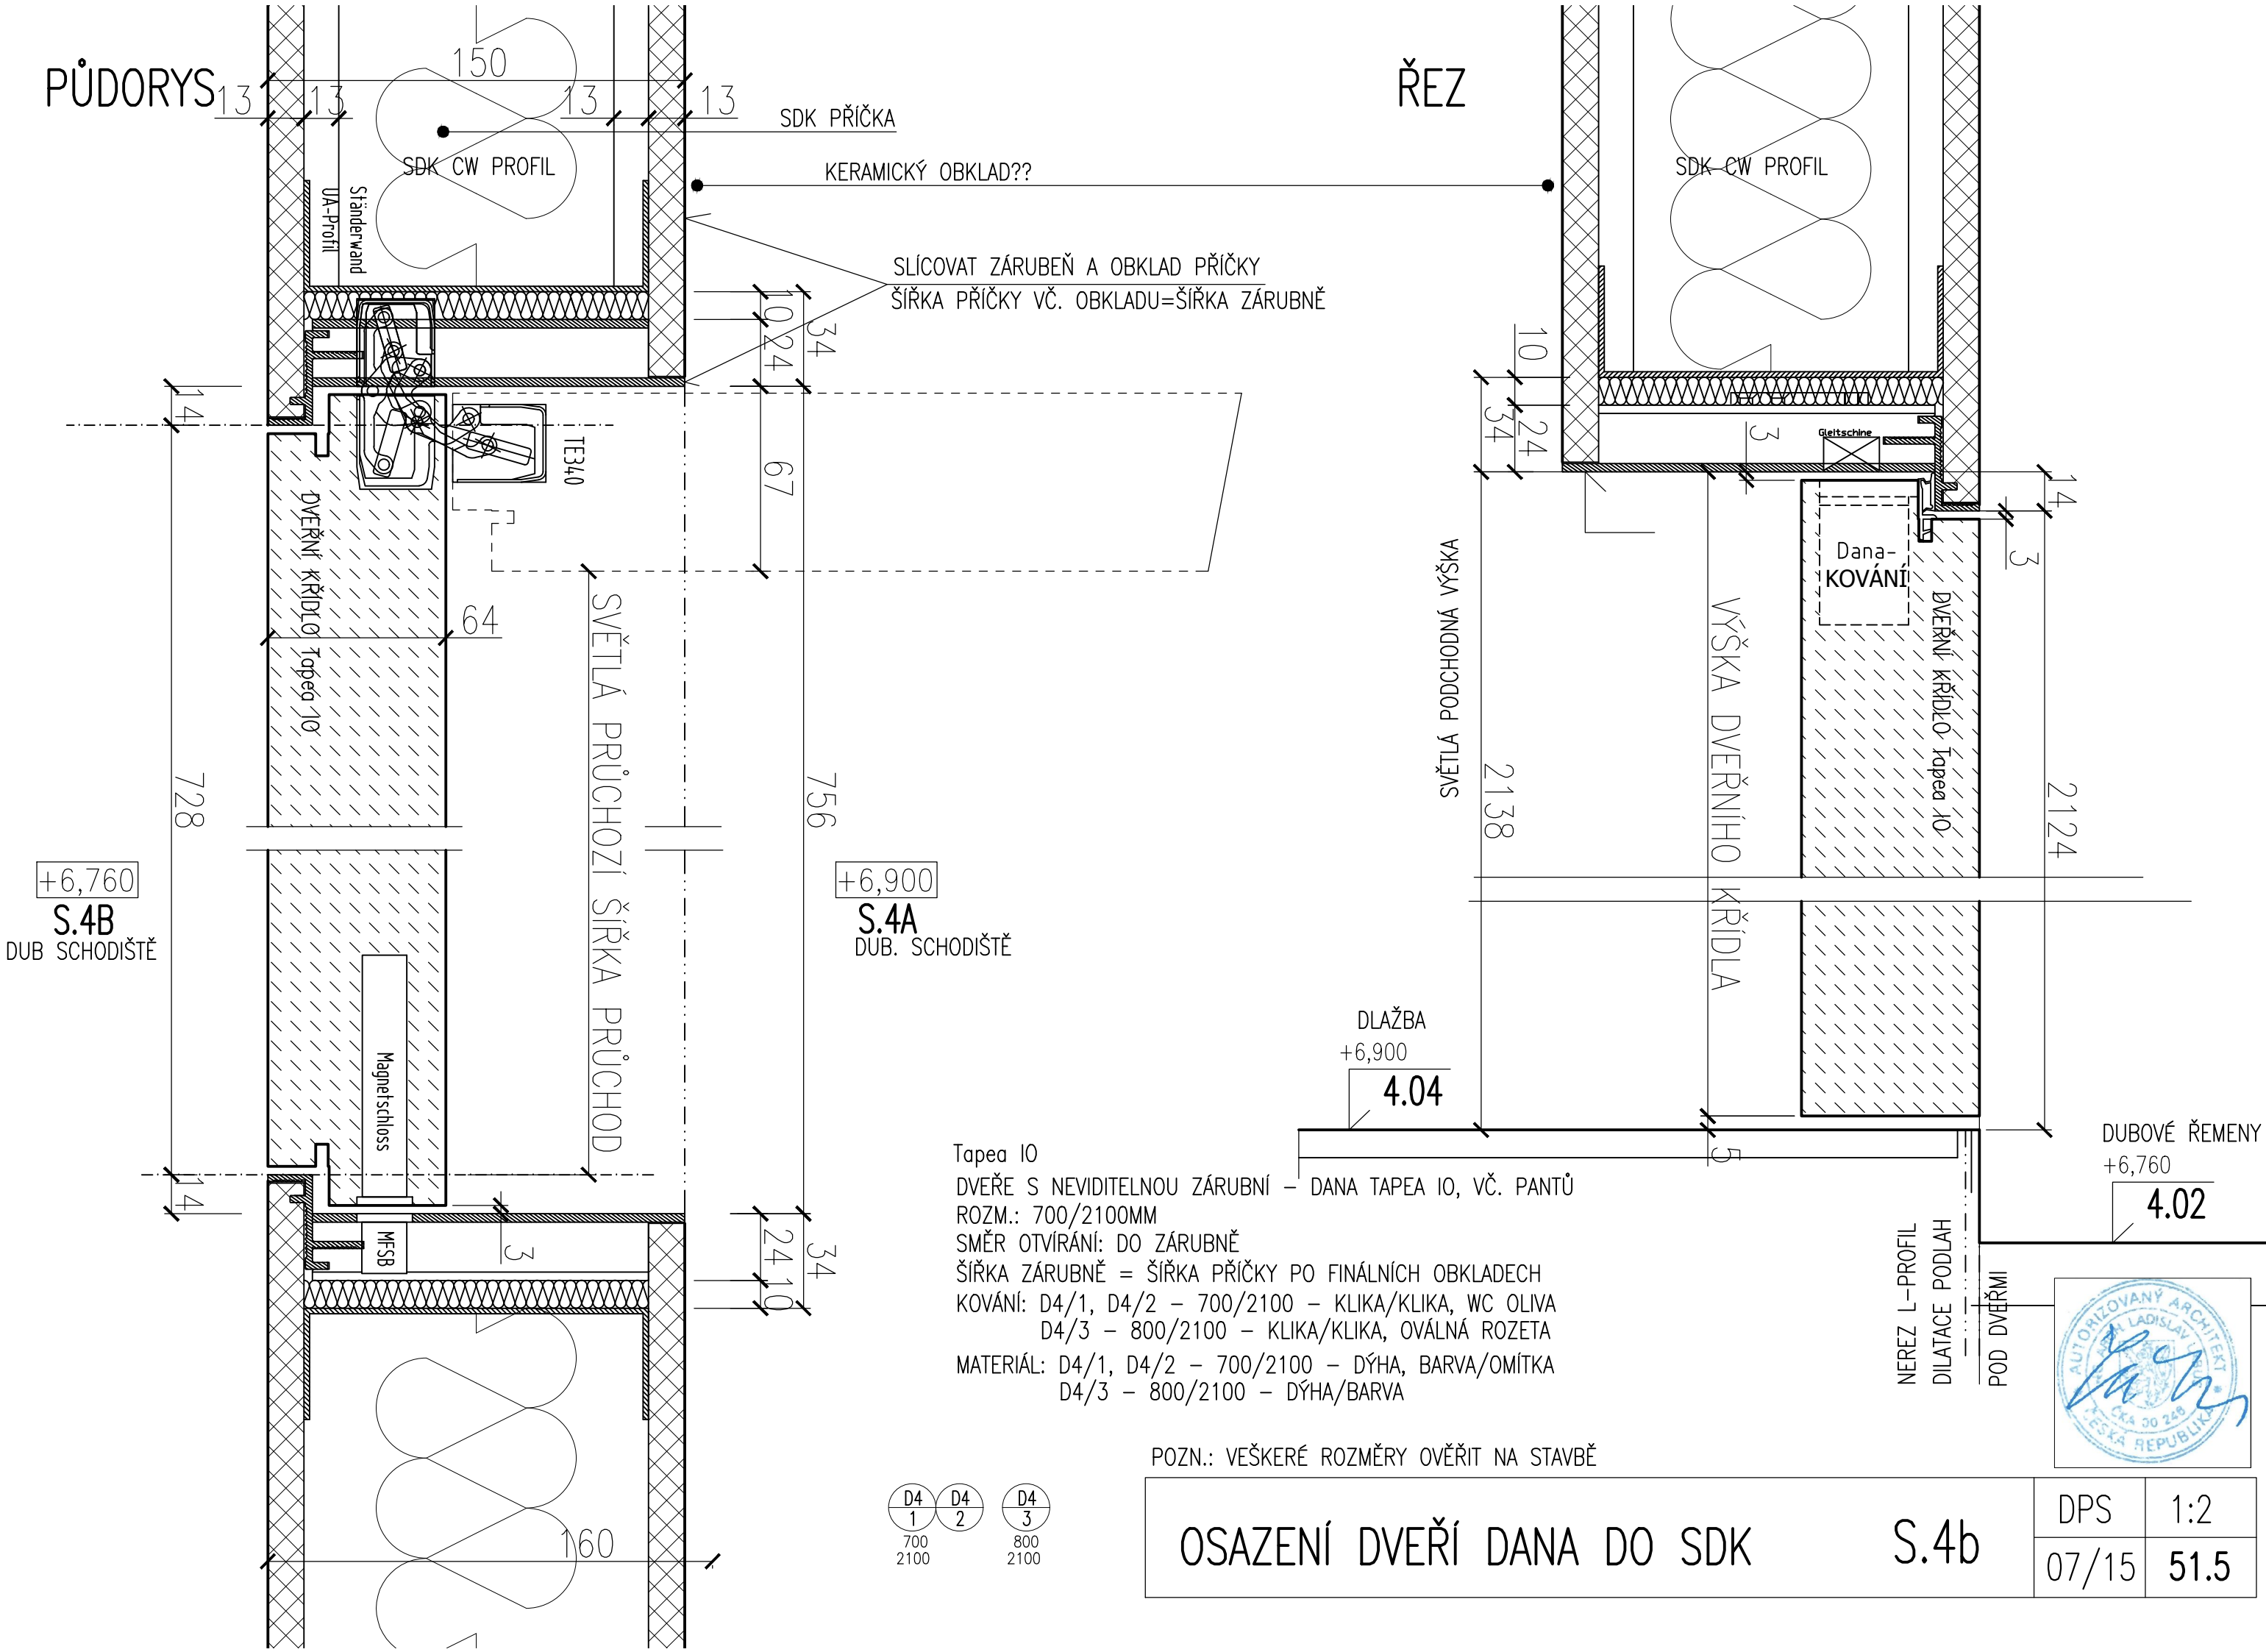 PŮDORYS
ŘEZ
150
13
13
13
13
SDK PŘÍČKA
SDK CW PROFIL
SDK CW PROFIL
KERAMICKÝ OBKLAD??
Ständerwand
UA-Profil
SLÍCOVAT ZÁRUBEŇ A OBKLAD PŘÍČKY
ŠÍŘKA PŘÍČKY VČ. OBKLADU=ŠÍŘKA ZÁRUBNĚ
10
24
34
14
67
TE340
DVEŘNÍ KŘÍDLO Tapea IO
64
SVĚTLÁ PRŮCHOZÍ ŠÍŘKA PRŮCHOD
728
756
+6,760
S.4B
DUB SCHODIŠTĚ
+6,900
S.4A
DUB. SCHODIŠTĚ
Magnetschloss
MFSB
14
3
24
10
34
160
10
24
34
3
Gleitschine
14
3
Dana-
KOVÁNÍ
DVEŘNÍ KŘÍDLO Tapea IO
SVĚTLÁ PODCHODNÁ VÝŠKA
2138
VÝŠKA DVEŘNÍHO KŘÍDLA
2124
5
DLAŽBA
+6,900
4.04
DUBOVÉ ŘEMENY
+6,760
4.02
NEREZ L-PROFIL
DILATACE PODLAH
POD DVEŘMI
Tapea IO
DVEŘE S NEVIDITELNOU ZÁRUBNÍ – DANA TAPEA IO, VČ. PANTŮ
ROZM.: 700/2100MM
SMĚR OTVÍRÁNÍ: DO ZÁRUBNĚ
ŠÍŘKA ZÁRUBNĚ = ŠÍŘKA PŘÍČKY PO FINÁLNÍCH OBKLADECH
KOVÁNÍ: D4/1, D4/2 – 700/2100 – KLIKA/KLIKA, WC OLIVA
D4/3 – 800/2100 – KLIKA/KLIKA, OVÁLNÁ ROZETA
MATERIÁL: D4/1, D4/2 – 700/2100 – DÝHA, BARVA/OMÍTKA
D4/3 – 800/2100 – DÝHA/BARVA
POZN.: VEŠKERÉ ROZMĚRY OVĚŘIT NA STAVBĚ
D4
1
D4
2
D4
3
700
2100
800
2100
AUTORIZOVANÝ ARCHITEKT
LADISLAV
ČKA 00 246
ČESKÁ REPUBLIKA
OSAZENÍ DVEŘÍ DANA DO SDK
S.4b
DPS
1:2
07/15
51.5